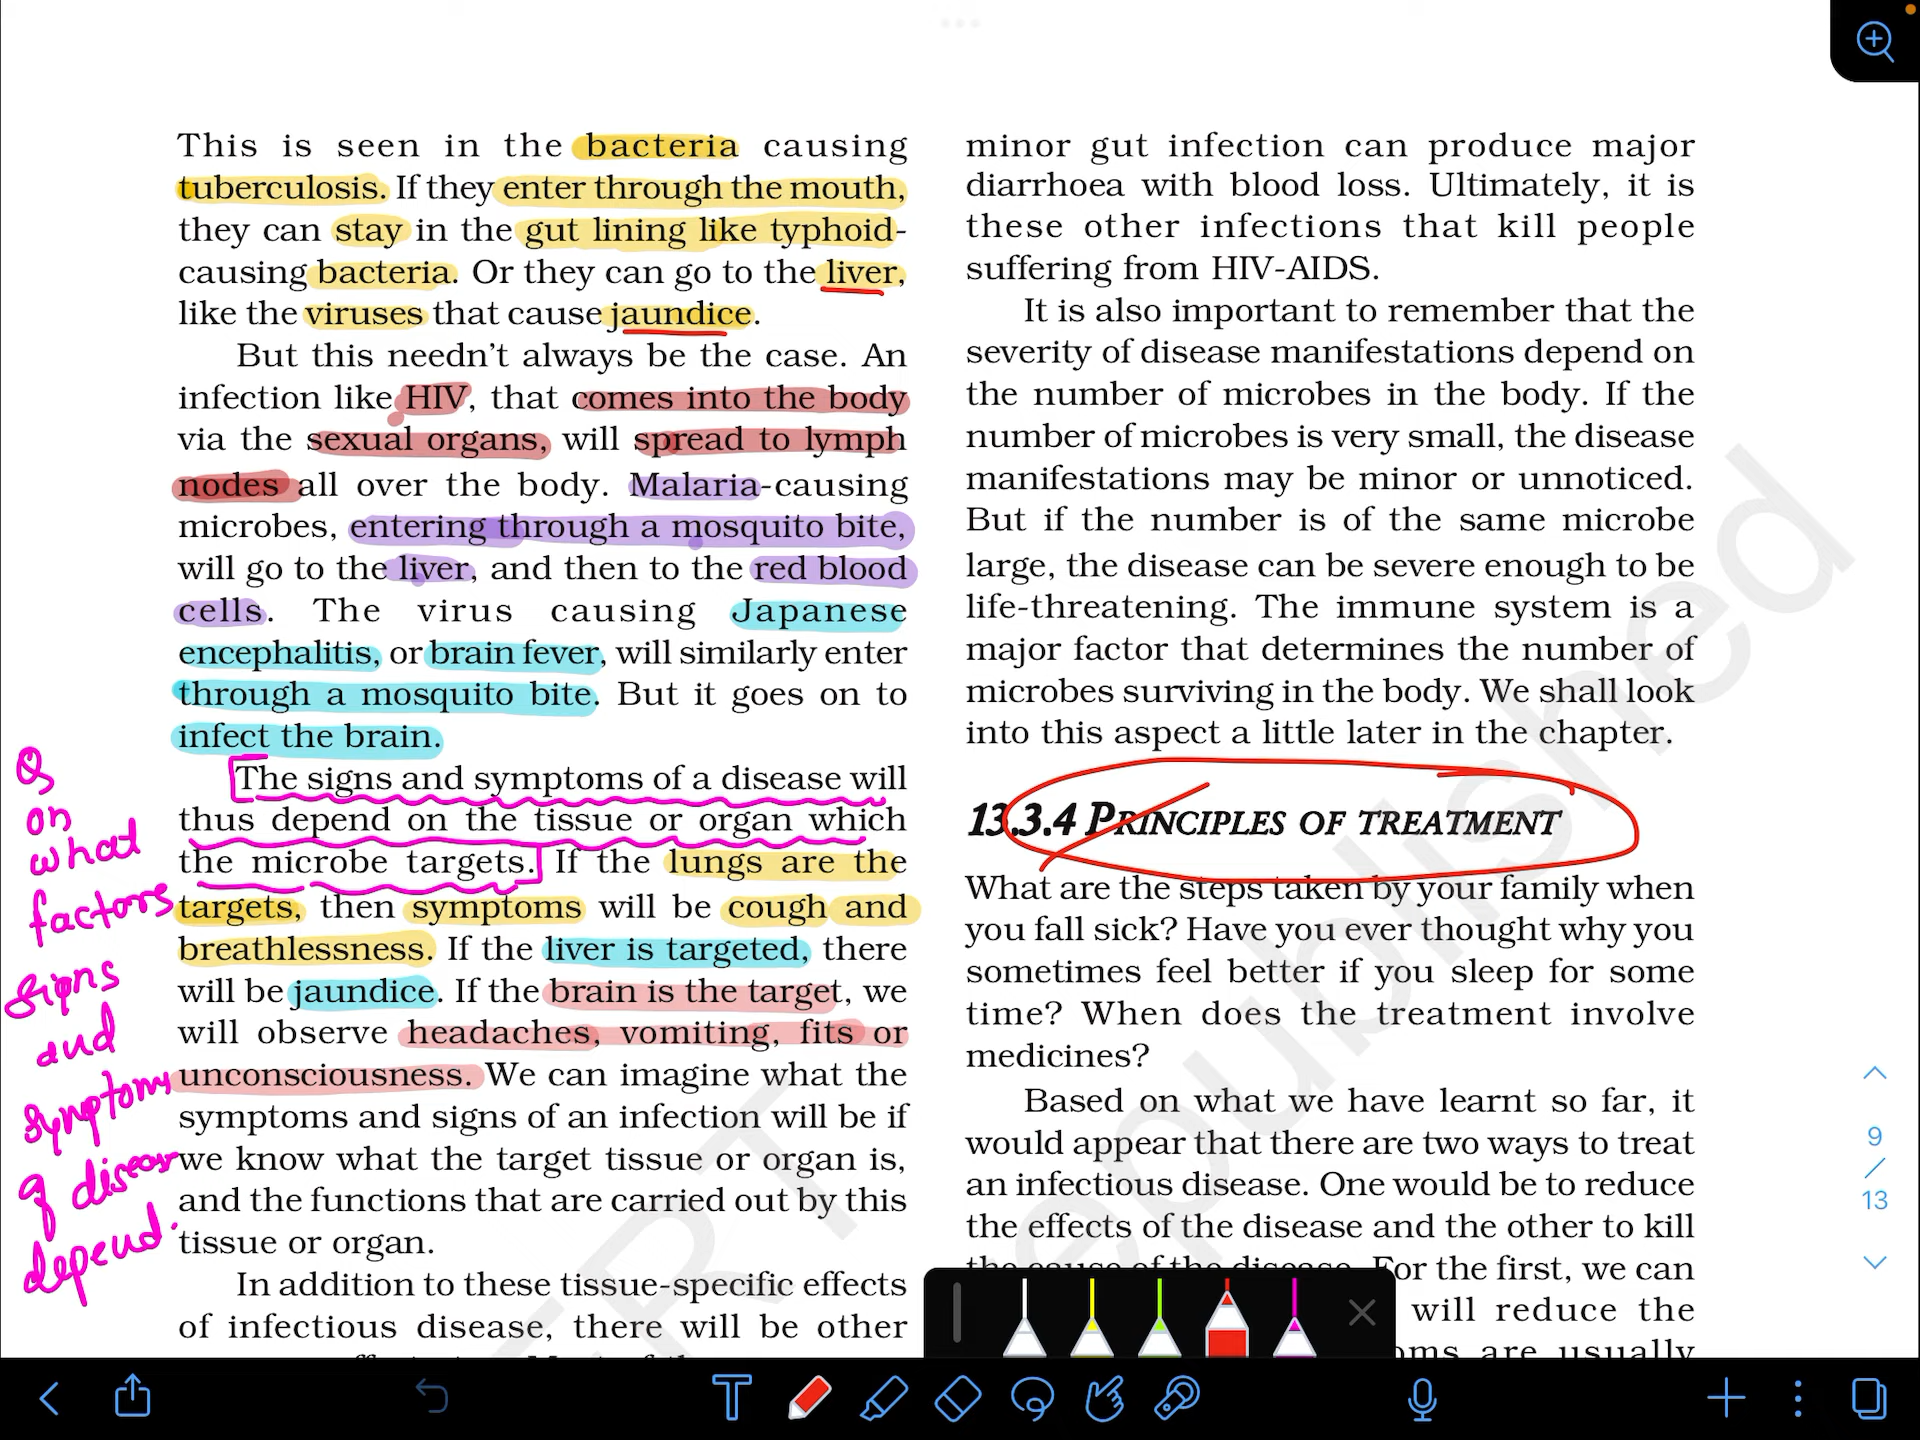 This is seen in the bacteria causing
tuberculosis. If they enter through the mouth,
they can stay in the gut lining like typhoid-
causing bacteria. Or they can go to the liver,
like the viruses that cause jaundice.
But this needn't always be the case. An
infection like HIV, that comes into the body
via the sexual organs, will spread to lymph
nodes all over the body. Malaria-causing
microbes, entering through a mosquito bite,
will go to the liver, and then to the red blood
cells. The virus causing Japanese
encephalitis, or brain fever, will similarly enter
through a mosquito bite. But it goes on to
infect the brain.
The signs and symptoms of a disease will
thus depend on the tissue or organ which
the microbe targets. If the lungs are the
targets, then symptoms will be cough and
breathlessness. If the liver is targeted, there
will be jaundice. If the brain is the target, we
will observe headaches, vomiting, fits or
unconsciousness. We can imagine what the
symptoms and signs of an infection will be if
we know what the target tissue or organ is,
and the functions that are carried out by this
tissue or organ.
In addition to these tissue-specific effects
of infectious disease, there will be other
Q
on
what
factors
signs
and
symptoms
of disease
depend.
minor gut infection can produce major
diarrhoea with blood loss. Ultimately, it is
these other infections that kill people
suffering from HIV-AIDS.
It is also important to remember that the
severity of disease manifestations depend on
the number of microbes in the body. If the
number of microbes is very small, the disease
manifestations may be minor or unnoticed.
But if the number is of the same microbe
large, the disease can be severe enough to be
life-threatening. The immune system is a
major factor that determines the number of
microbes surviving in the body. We shall look
into this aspect a little later in the chapter.
13.3.4 PRINCIPLES OF TREATMENT
What are the steps taken by your family when
you fall sick? Have you ever thought why you
sometimes feel better if you sleep for some
time? When does the treatment involve
medicines?
Based on what we have learnt so far, it
would appear that there are two ways to treat
an infectious disease. One would be to reduce
the effects of the disease and the other to kill
the cause of the disease. For the first, we can
will reduce the
oms are usually
republished
9
/
13
T